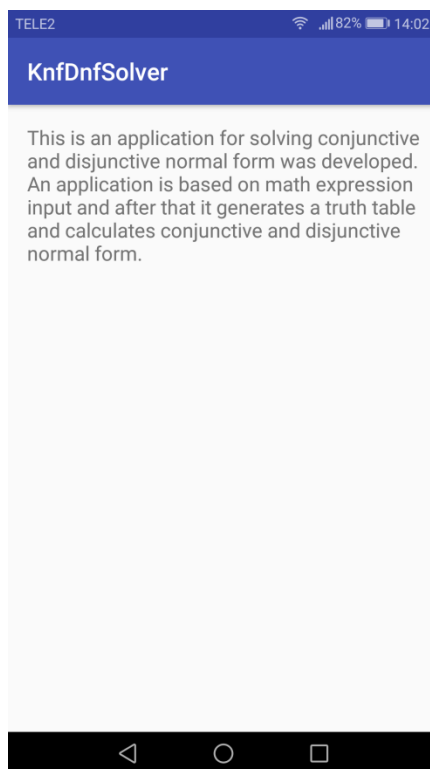 TELE2 82% 14:02
KnfDnfSolver
This is an application for solving conjunctive
and disjunctive normal form was developed.
An application is based on math expression
input and after that it generates a truth table
and calculates conjunctive and disjunctive
normal form.